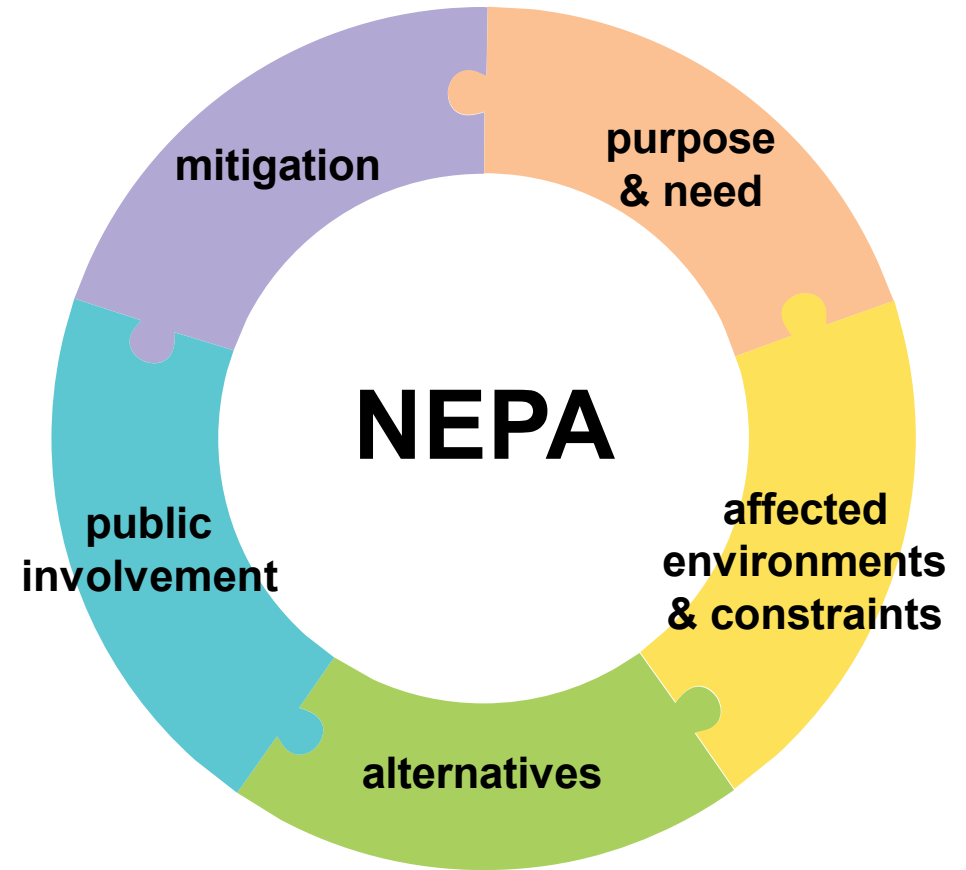 mitigation
purpose
& need
NEPA
affected
environments
& constraints
public
involvement
alternatives